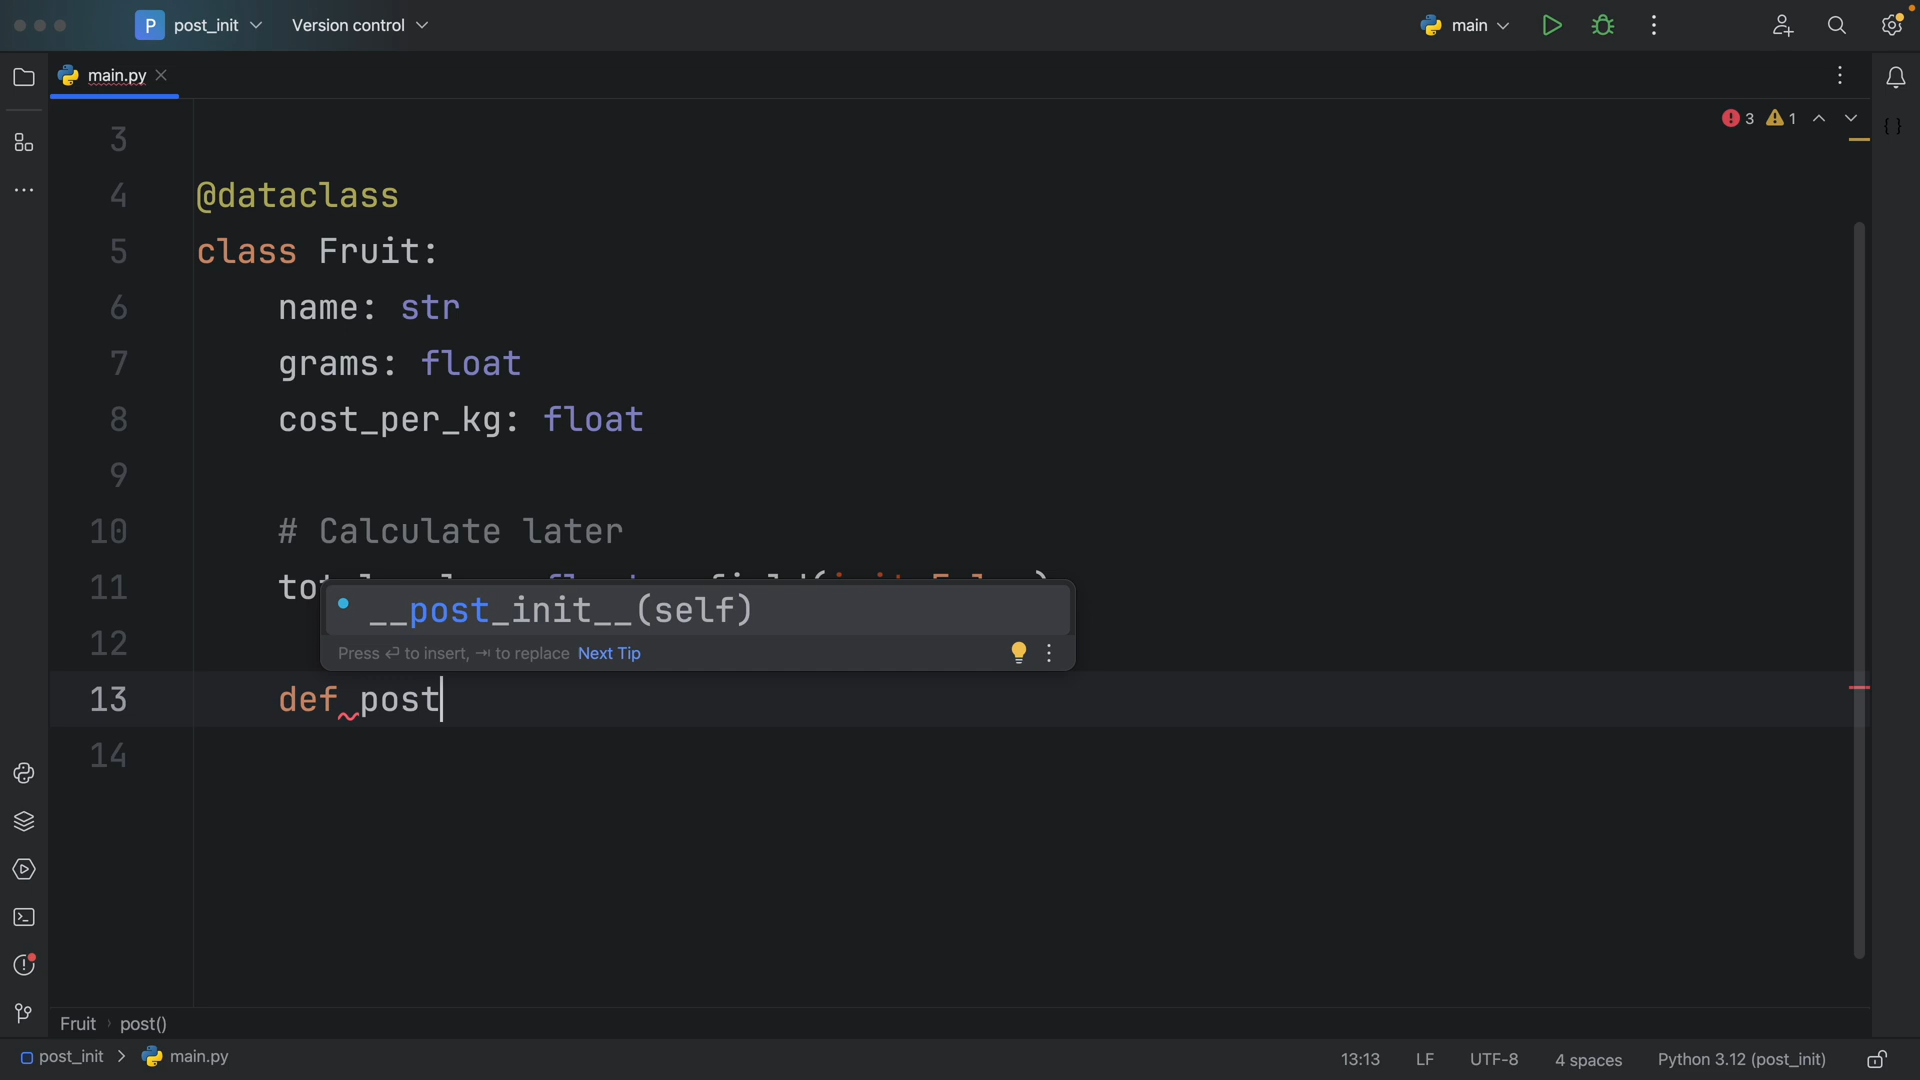 P post_init Version control main
main.py
3 1
3
4 @dataclass
5 class Fruit:
6 name: str
7 grams: float
8 cost_per_kg: float
9
10 # Calculate later
11
__post_init__(self)
12
Press ⏎ to insert, ⇥ to replace Next Tip
13 def post
14
Fruit › post()
post_init > main.py 13:13 LF UTF-8 4 spaces Python 3.12 (post_init)